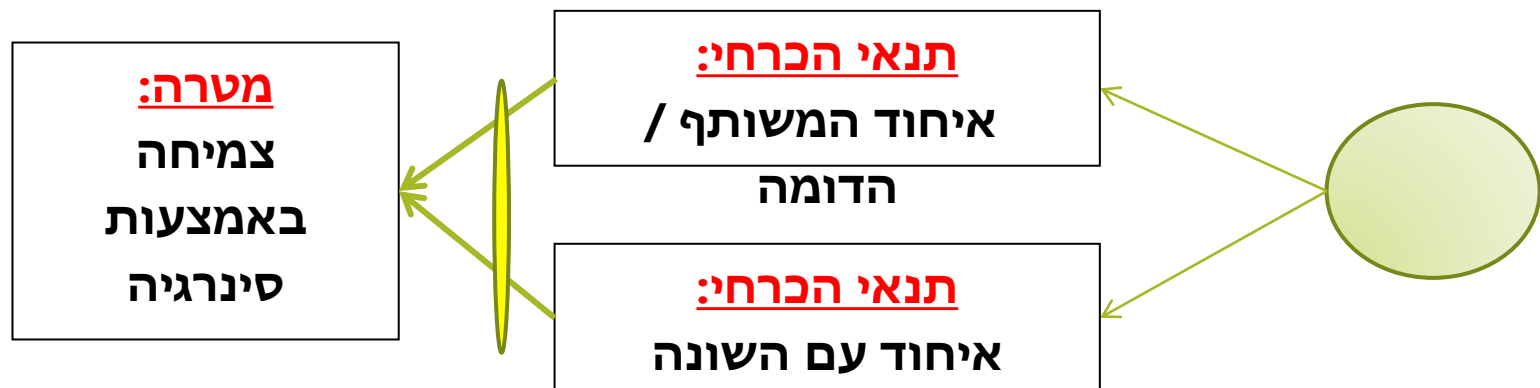 תנאי הכרחי:
איחוד המשותף /
הדומה
מטרה:
צמיחה
באמצעות
סינרגיה
תנאי הכרחי:
איחוד עם השונה